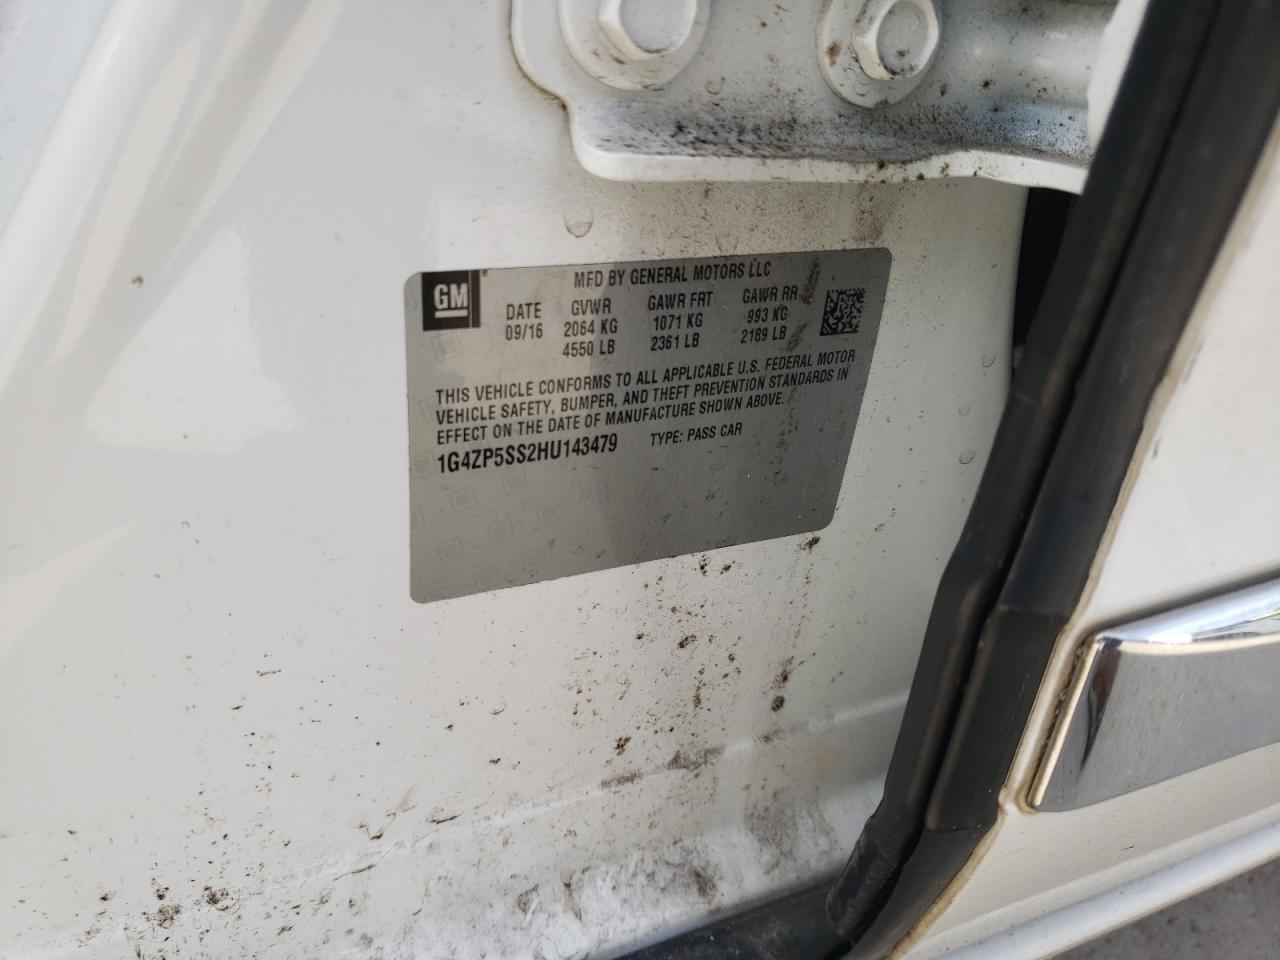 MFD BY GENERAL MOTORS LLC
GM
DATE GVWR GAWR FRT GAWR RR
09/16 2064 KG 1071 KG 993 KG
4550 LB 2361 LB 2189 LB
THIS VEHICLE CONFORMS TO ALL APPLICABLE U.S. FEDERAL MOTOR
VEHICLE SAFETY, BUMPER, AND THEFT PREVENTION STANDARDS IN
EFFECT ON THE DATE OF MANUFACTURE SHOWN ABOVE.
1G4ZP5SS2HU143479 TYPE: PASS CAR